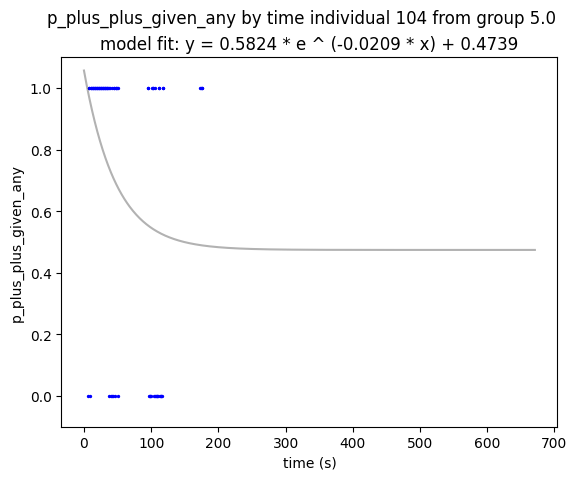 p_plus_plus_given_any by time individual 104 from group 5.0
model fit: y = 0.5824 * e ^ (-0.0209 * x) + 0.4739
1.0
0.8
0.6
0.4
0.2
0.0
p_plus_plus_given_any
0 100 200 300 400 500 600 700
time (s)